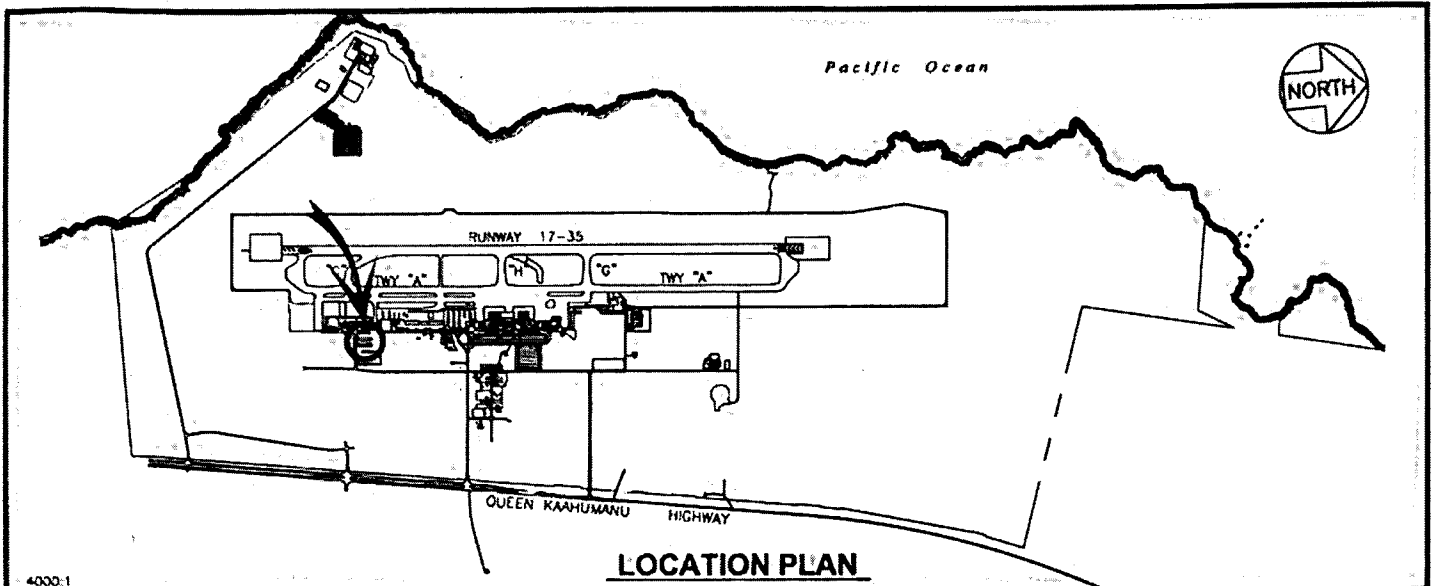 Pacific Ocean
NORTH
RUNWAY 17-35
TWY "A"
"H"
"G"
TWY "A"
QUEEN KAAHUMANU HIGHWAY
LOCATION PLAN
4000:1